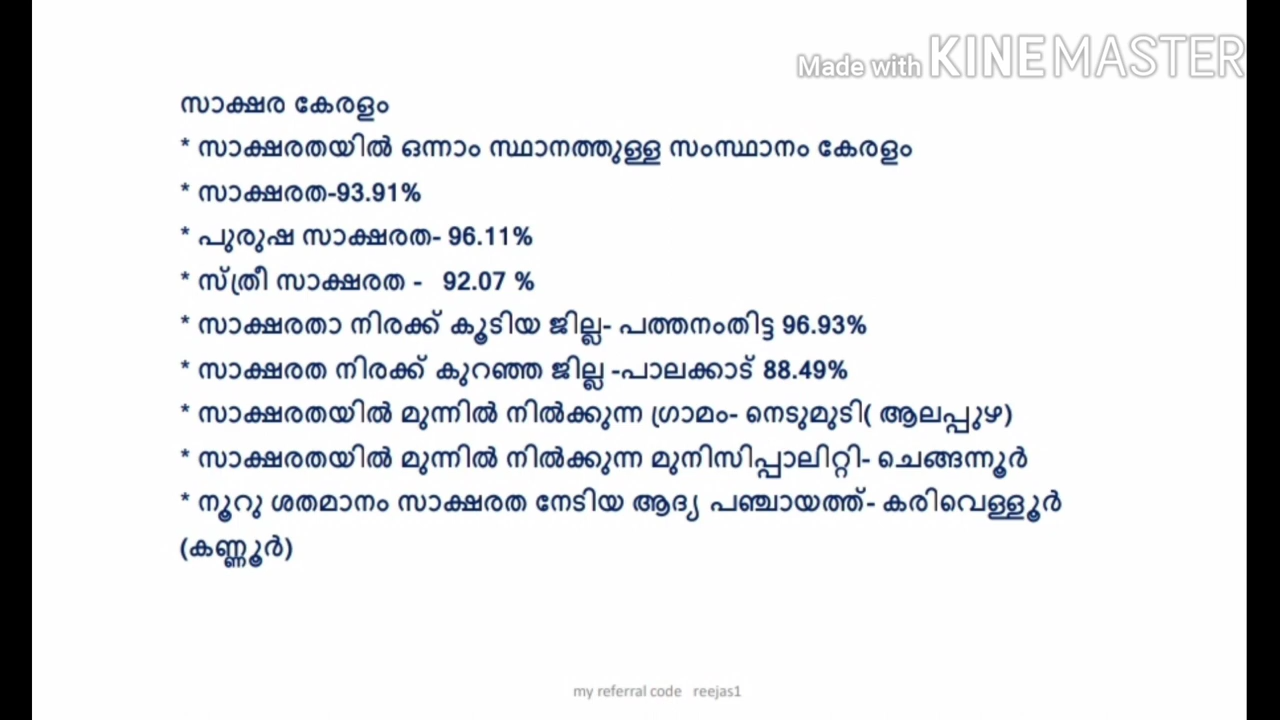 Made with KINEMASTER
സാക്ഷര കേരളം
* സാക്ഷരതയിൽ ഒന്നാം സ്ഥാനത്തുള്ള സംസ്ഥാനം കേരളം
* സാക്ഷരത-93.91%
* പുരുഷ സാക്ഷരത- 96.11%
* സ്ത്രീ സാക്ഷരത - 92.07 %
* സാക്ഷരതാ നിരക്ക് കൂടിയ ജില്ല- പത്തനംതിട്ട 96.93%
* സാക്ഷരത നിരക്ക് കുറഞ്ഞ ജില്ല -പാലക്കാട് 88.49%
* സാക്ഷരതയിൽ മുന്നിൽ നിൽക്കുന്ന ഗ്രാമം- നെടുമുടി( ആലപ്പുഴ)
* സാക്ഷരതയിൽ മുന്നിൽ നിൽക്കുന്ന മുനിസിപ്പാലിറ്റി- ചെങ്ങന്നൂർ
* നൂറു ശതമാനം സാക്ഷരത നേടിയ ആദ്യ പഞ്ചായത്ത്- കരിവെള്ളൂർ
(കണ്ണൂർ)
my referral code reejas1